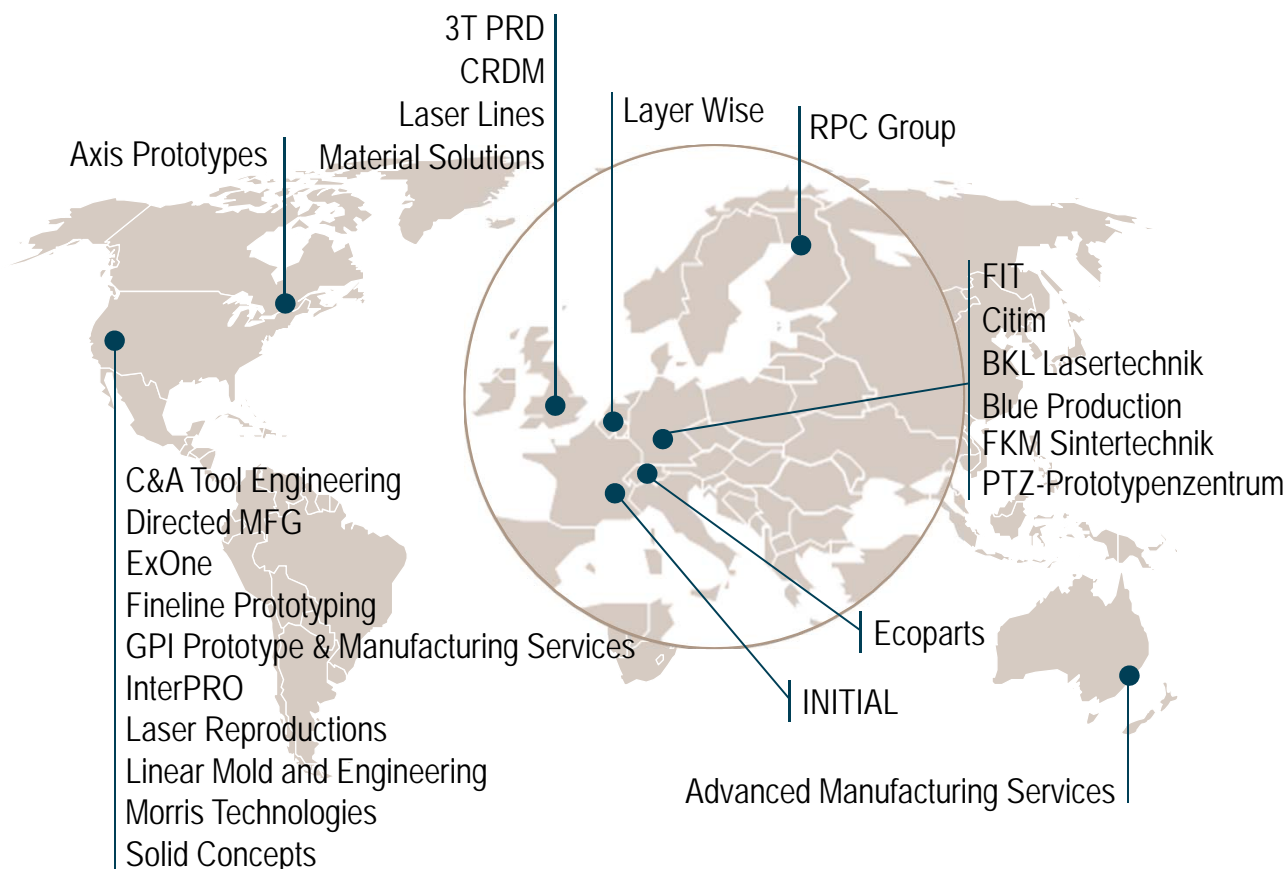 3T PRD
CRDM
Laser Lines
Material Solutions
Layer Wise
RPC Group
Axis Prototypes
FIT
Citim
BKL Lasertechnik
Blue Production
FKM Sintertechnik
PTZ-Prototypenzentrum
C&A Tool Engineering
Directed MFG
ExOne
Fineline Prototyping
GPI Prototype & Manufacturing Services
InterPRO
Laser Reproductions
Linear Mold and Engineering
Morris Technologies
Solid Concepts
Ecoparts
INITIAL
Advanced Manufacturing Services